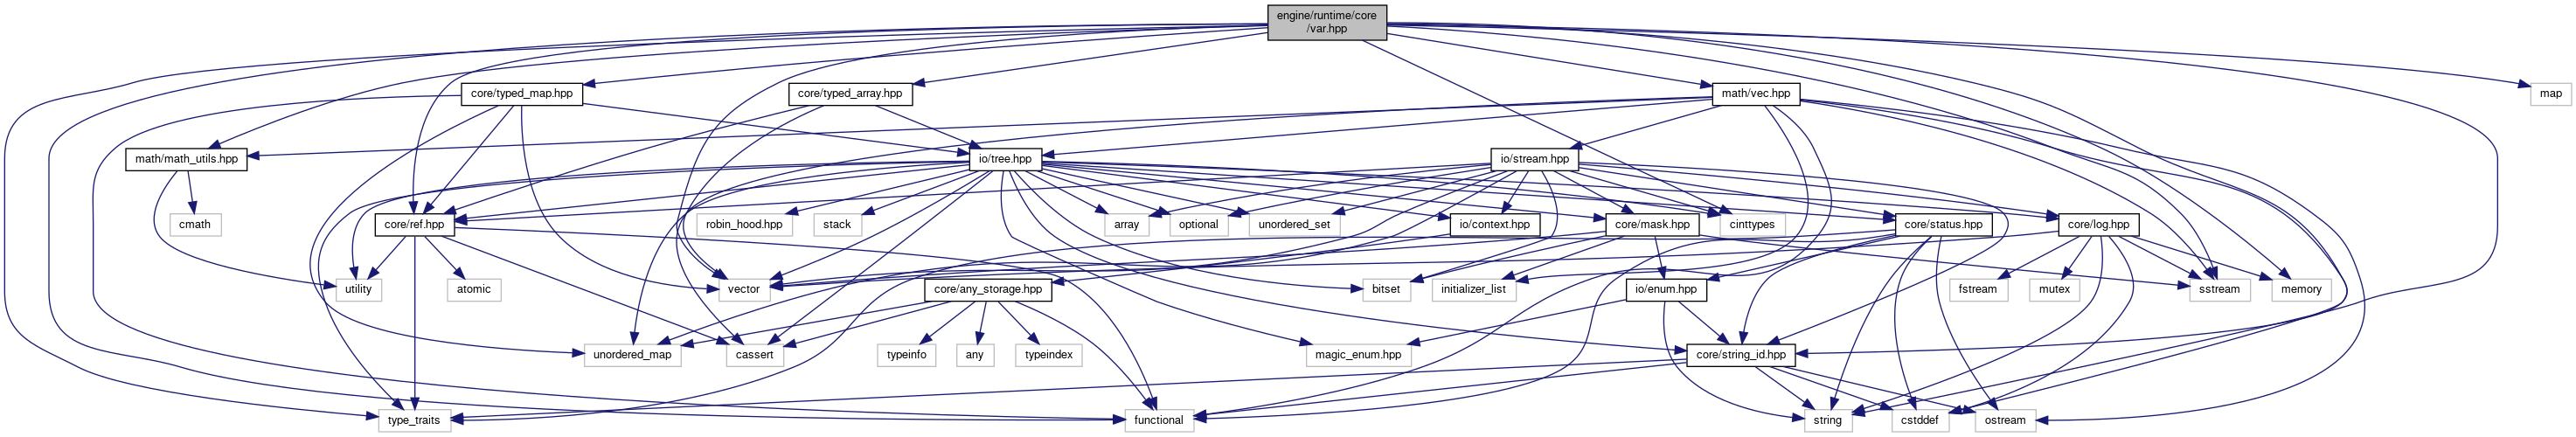 engine/runtime/core
/var.hpp
core/typed_map.hpp
core/typed_array.hpp
math/vec.hpp
map
math/math_utils.hpp
io/tree.hpp
io/stream.hpp
cmath
core/ref.hpp
robin_hood.hpp
stack
array
optional
unordered_set
io/context.hpp
core/mask.hpp
cinttypes
core/status.hpp
core/log.hpp
utility
atomic
vector
core/any_storage.hpp
bitset
initializer_list
io/enum.hpp
fstream
mutex
sstream
memory
unordered_map
cassert
typeinfo
any
typeindex
magic_enum.hpp
core/string_id.hpp
type_traits
functional
string
cstddef
ostream